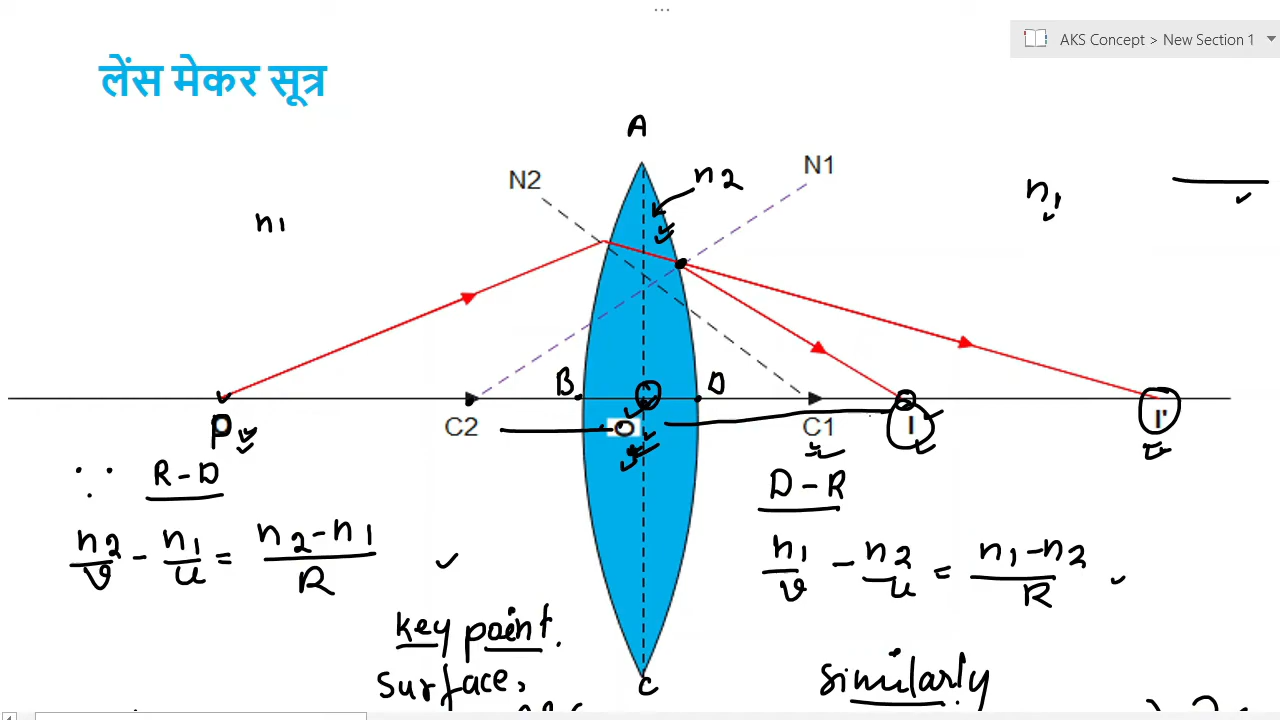 AKS Concept > New Section 1
लेंस मेकर सूत्र
A
N2
n2
N1
n1
n1
B
D
P
C2
O
C1
I
I'
∵ R-D
D-R
n2/v - n1/u = n2-n1/R
n1/v - n2/u = n1-n2/R
key point.
surface,
C
similarly